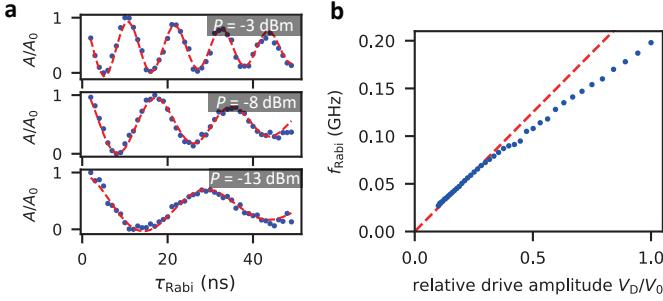 a
P = -3 dBm
A/A₀
1
0
P = -8 dBm
A/A₀
1
0
P = -13 dBm
A/A₀
1
0
0 20 40
τRabi (ns)
b
fRabi (GHz)
0.20
0.15
0.10
0.05
0.00
0.0 0.5 1.0
relative drive amplitude VD/V0